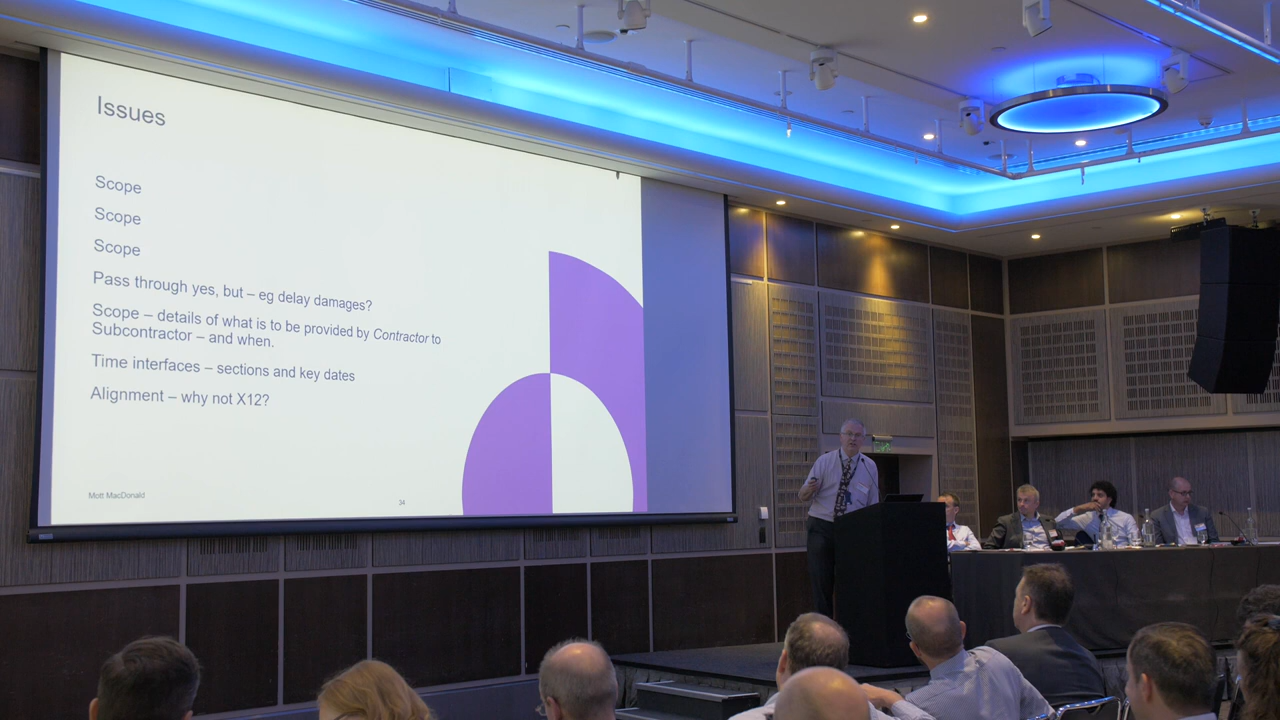 Issues
Scope
Scope
Scope
Pass through yes, but – eg delay damages?
Scope – details of what is to be provided by Contractor to
Subcontractor – and when.
Time interfaces – sections and key dates
Alignment – why not X12?
Mott MacDonald
34